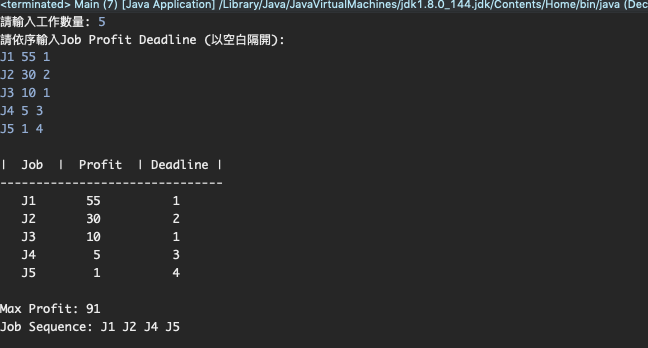 <terminated> Main (7) [Java Application] /Library/Java/JavaVirtualMachines/jdk1.8.0_144.jdk/Contents/Home/bin/java (Dec
請輸入工作數量: 5
請依序輸入Job Profit Deadline (以空白隔開):
J1 55 1
J2 30 2
J3 10 1
J4 5 3
J5 1 4
|  Job  |  Profit  | Deadline |
-------------------------------
J1       55          1
J2       30          2
J3       10          1
J4        5          3
J5        1          4
Max Profit: 91
Job Sequence: J1 J2 J4 J5